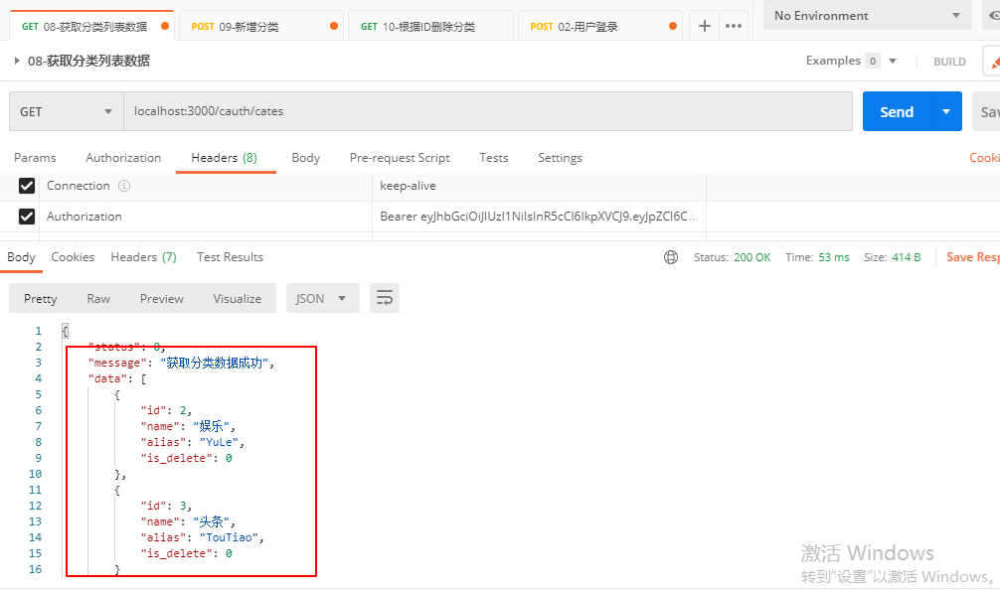 GET 08-获取分类列表数据 POST 09-新增分类 GET 10-根据ID删除分类 POST 02-用户登录 + ••• No Environment
08-获取分类列表数据 Examples 0 BUILD
GET localhost:3000/cauth/cates Send Sav
Params Authorization Headers (8) Body Pre-request Script Tests Settings Cooki
Connection keep-alive
Authorization Bearer eyJhbGciOiJIUzI1NiIsInR5cCI6IkpXVCJ9.eyJpZCI6C...
Body Cookies Headers (7) Test Results Status: 200 OK Time: 53 ms Size: 414 B Save Resp
Pretty Raw Preview Visualize JSON
1 {
2 "status": 0,
3 "message": "获取分类数据成功",
4 "data": [
5 {
6 "id": 2,
7 "name": "娱乐",
8 "alias": "YuLe",
9 "is_delete": 0
10 },
11 {
12 "id": 3,
13 "name": "头条",
14 "alias": "TouTiao",
15 "is_delete": 0
16 }
激活 Windows
转到"设置"以激活 Windows。